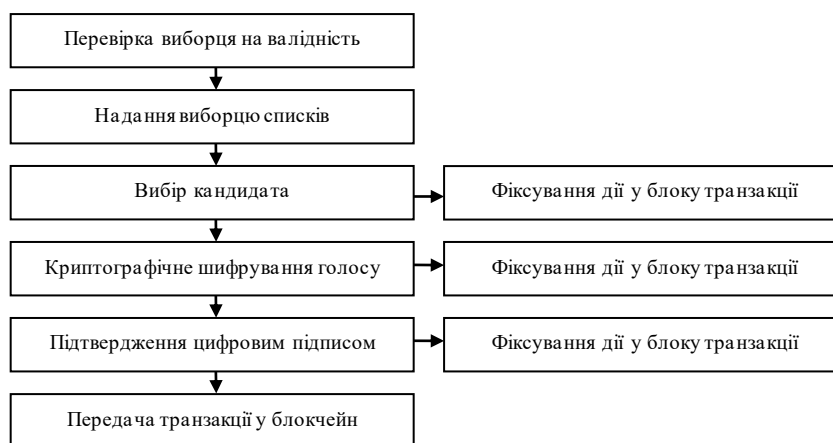 Перевірка виборця на валідність
Надання виборцю списків
Вибір кандидата
Фіксування дії у блоку транзакції
Криптографічне шифрування голосу
Фіксування дії у блоку транзакції
Підтвердження цифровим підписом
Фіксування дії у блоку транзакції
Передача транзакції у блокчейн